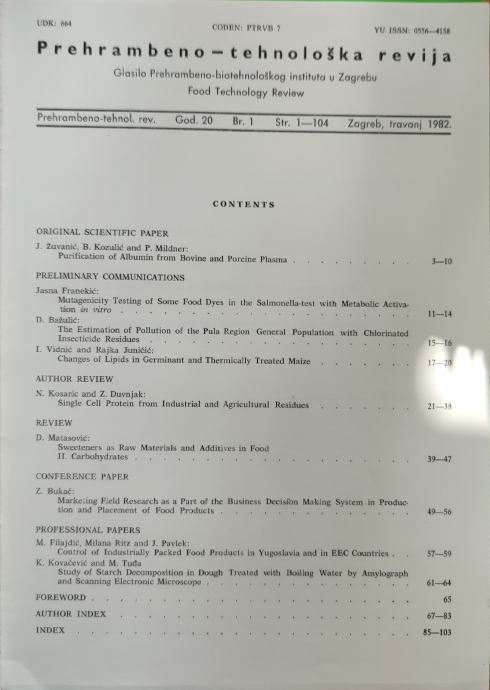 UDK: 664
CODEN: PTRVB 7
YU ISSN: 0556—4158
Prehrambeno – tehnološka revija
Glasilo Prehrambeno-biotehnološkog instituta u Zagrebu
Food Technology Review
Prehrambeno-tehnol. rev. God. 20 Br. 1 Str. 1—104 Zagreb, travanj 1982.
CONTENTS
ORIGINAL SCIENTIFIC PAPER
J. Žuvanić, B. Kozulić and P. Mildner:
Purification of Albumin from Bovine and Porcine Plasma . . . . . . . . 3—10
PRELIMINARY COMMUNICATIONS
Jasna Franekić:
Mutagenicity Testing of Some Food Dyes in the Salmonella-test with Metabolic Activa-
tion in vitro . . . . . . . . . . . . . . . . . . 11—14
D. Bažulić:
The Estimation of Pollution of the Pula Region General Population with Chlorinated
Insecticide Residues . . . . . . . . . . . . . . . . . 15—16
I. Vidnić and Rajka Juničić:
Changes of Lipids in Germinant and Thermically Treated Maize . . . . . . 17—20
AUTHOR REVIEW
N. Kosaric and Z. Duvnjak:
Single Cell Protein from Industrial and Agricultural Residues . . . . . . 21—38
REVIEW
D. Matasović:
Sweeteners as Raw Materials and Additives in Food
II. Carbohydrates . . . . . . . . . . . . . . . . . 39—47
CONFERENCE PAPER
Z. Bukač:
Marketing Field Research as a Part of the Business Decision Making System in Produc-
tion and Placement of Food Products . . . . . . . . . . . . 49—56
PROFESSIONAL PAPERS
M. Filajdić, Milana Ritz and J. Pavlek:
Control of Industrially Packed Food Products in Yugoslavia and in EEC Countries . . 57—59
K. Kovačević and M. Tuđa
Study of Starch Decomposition in Dough Treated with Boiling Water by Amylograph
and Scanning Electronic Microscope . . . . . . . . . . . . . 61—64
FOREWORD . . . . . . . . . . . . . . . . . . . . 65
AUTHOR INDEX . . . . . . . . . . . . . . . . . . 67—83
INDEX . . . . . . . . . . . . . . . . . . . . 85—103